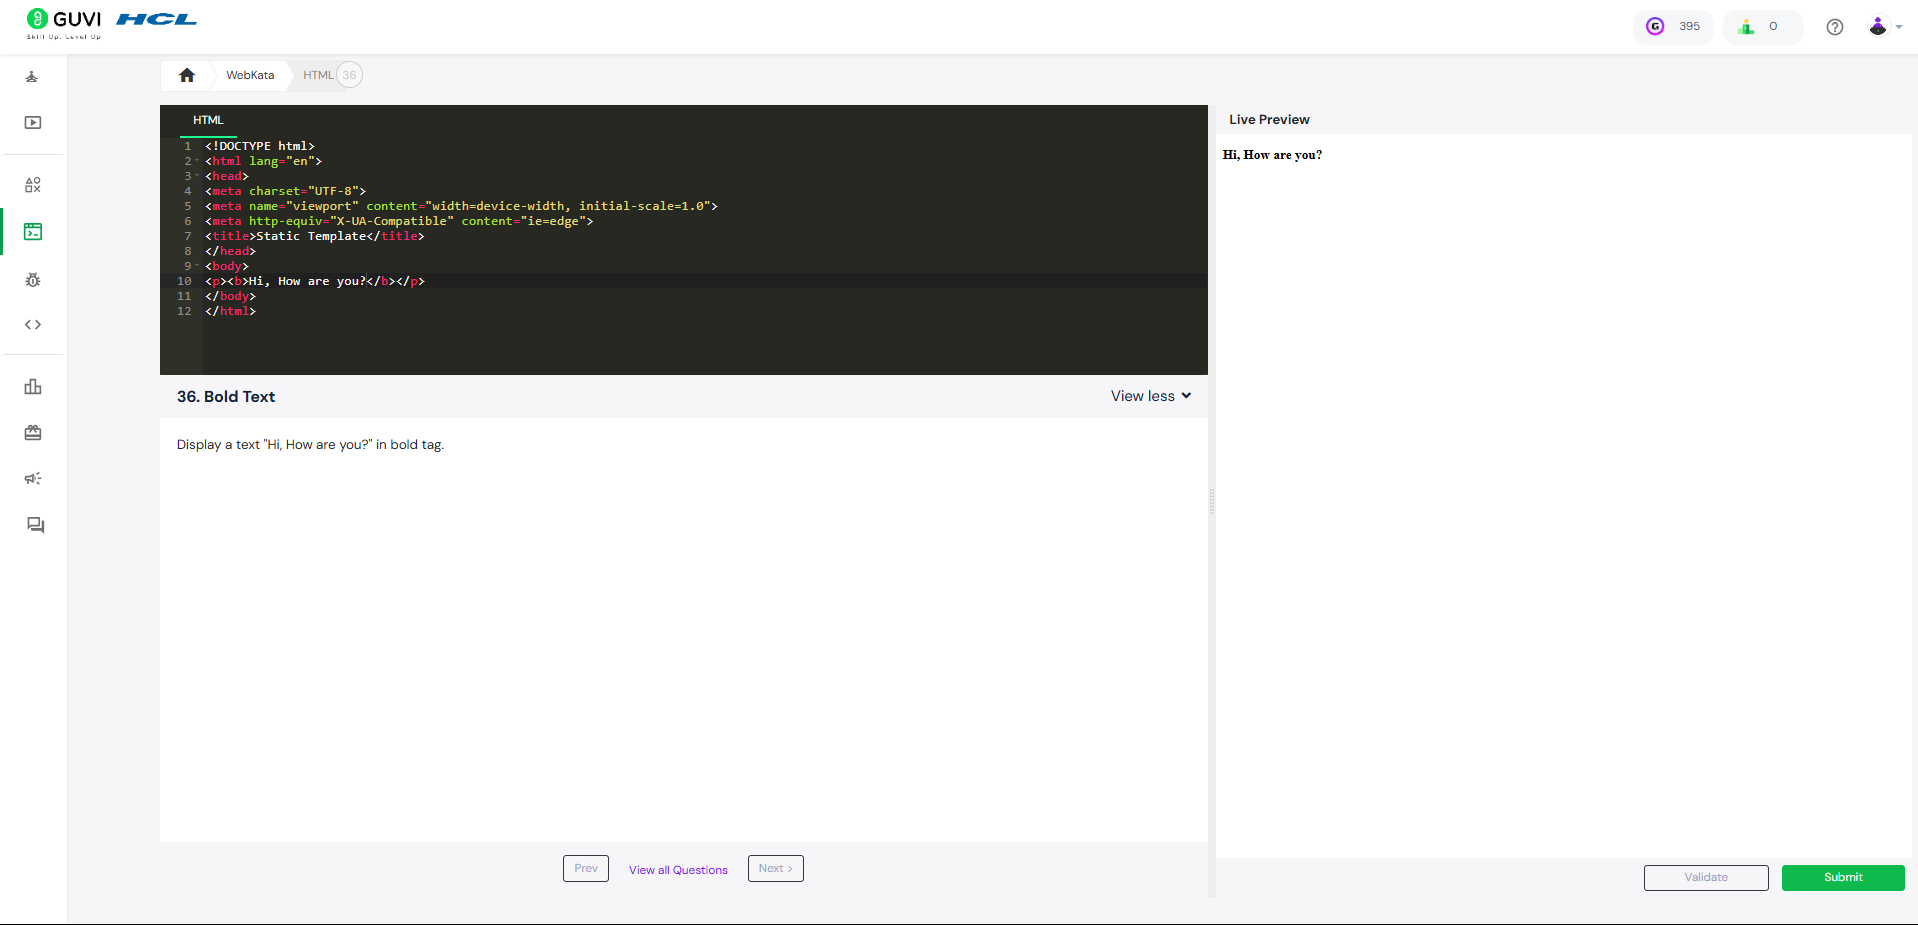 GUVI HCL
Skill Up. Level Up
G 395
0
WebKata
HTML 36
HTML
1 <!DOCTYPE html>
2 <html lang="en">
3 <head>
4 <meta charset="UTF-8">
5 <meta name="viewport" content="width=device-width, initial-scale=1.0">
6 <meta http-equiv="X-UA-Compatible" content="ie=edge">
7 <title>Static Template</title>
8 </head>
9 <body>
10 <p><b>Hi, How are you?</b></p>
11 </body>
12 </html>
36. Bold Text
View less
Display a text "Hi, How are you?" in bold tag.
Prev
View all Questions
Next >
Live Preview
Hi, How are you?
Validate
Submit